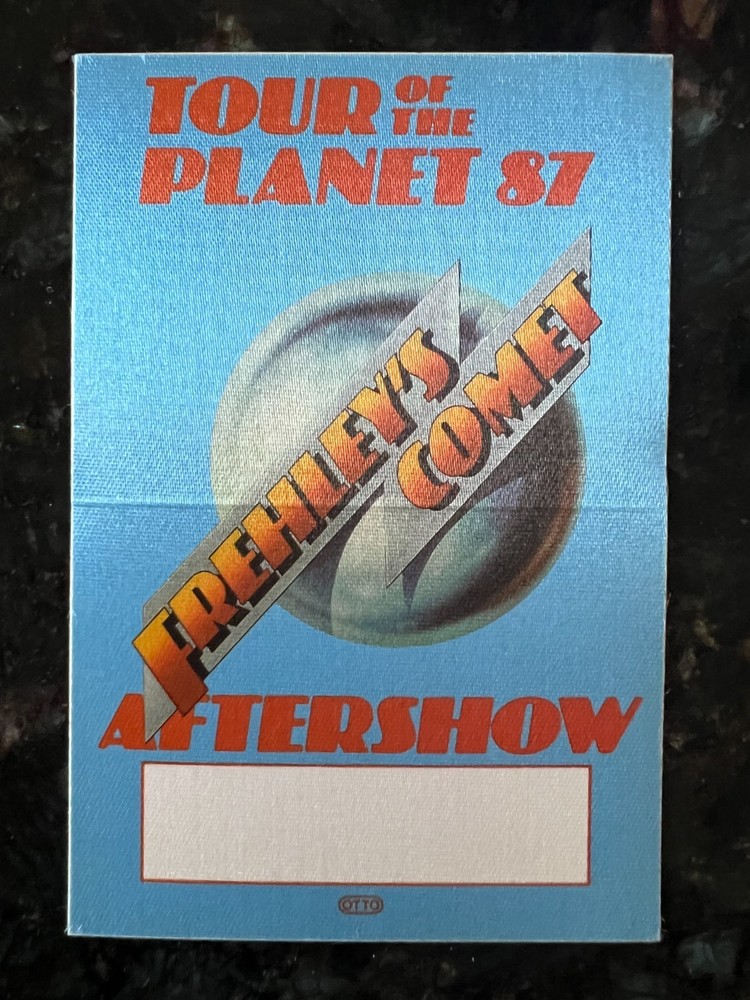 TOUR OF THE
PLANET 87
FREHLEY'S
COMET
AFTERSHOW
OTTO